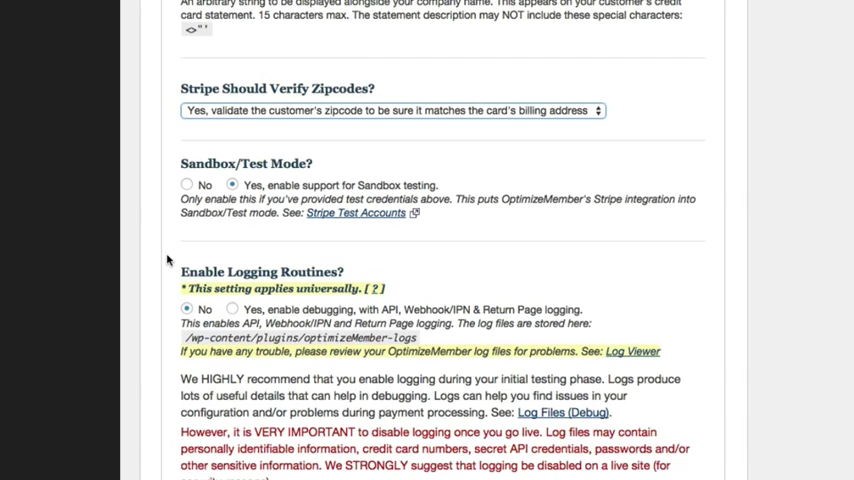 An arbitrary string to be displayed alongside your company name. This appears on your customer's credit
card statement. 15 characters max. The statement description may NOT include these special characters:
<>"'
Stripe Should Verify Zipcodes?
Yes, validate the customer's zipcode to be sure it matches the card's billing address
Sandbox/Test Mode?
No Yes, enable support for Sandbox testing.
Only enable this if you've provided test credentials above. This puts OptimizeMember's Stripe integration into
Sandbox/Test mode. See: Stripe Test Accounts
Enable Logging Routines?
* This setting applies universally. [ ? ]
No Yes, enable debugging, with API, Webhook/IPN & Return Page logging.
This enables API, Webhook/IPN and Return Page logging. The log files are stored here:
/wp-content/plugins/optimizeMember-logs
If you have any trouble, please review your OptimizeMember log files for problems. See: Log Viewer
We HIGHLY recommend that you enable logging during your initial testing phase. Logs produce
lots of useful details that can help in debugging. Logs can help you find issues in your
configuration and/or problems during payment processing. See: Log Files (Debug).
However, it is VERY IMPORTANT to disable logging once you go live. Log files may contain
personally identifiable information, credit card numbers, secret API credentials, passwords and/or
other sensitive information. We STRONGLY suggest that logging be disabled on a live site (for